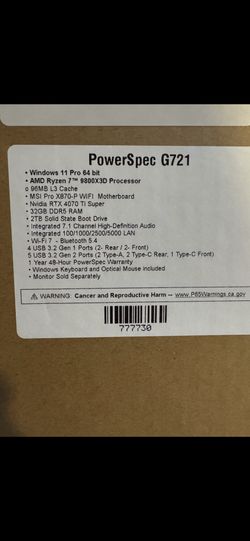 PowerSpec G721
• Windows 11 Pro 64 bit
• AMD Ryzen 7™ 9800X3D Processor
o 96MB L3 Cache
• MSI Pro X870-P WIFI Motherboard
• Nvidia RTX 4070 TI Super
• 32GB DDR5 RAM
• 2TB Solid State Boot Drive
• Integrated 7.1 Channel High-Definition Audio
• Integrated 100/1000/2500/5000 LAN
• Wi-Fi 7 - Bluetooth 5.4
4 USB 3.2 Gen 1 Ports (2- Rear / 2- Front)
5 USB 3.2 Gen 2 Ports (2 Type-A, 2 Type-C Rear, 1 Type-C Front)
1 Year 48-Hour PowerSpec Warranty
• Windows Keyboard and Optical Mouse included
• Monitor Sold Separately
⚠ WARNING: Cancer and Reproductive Harm -- www.P65Warnings.ca.gov
777730